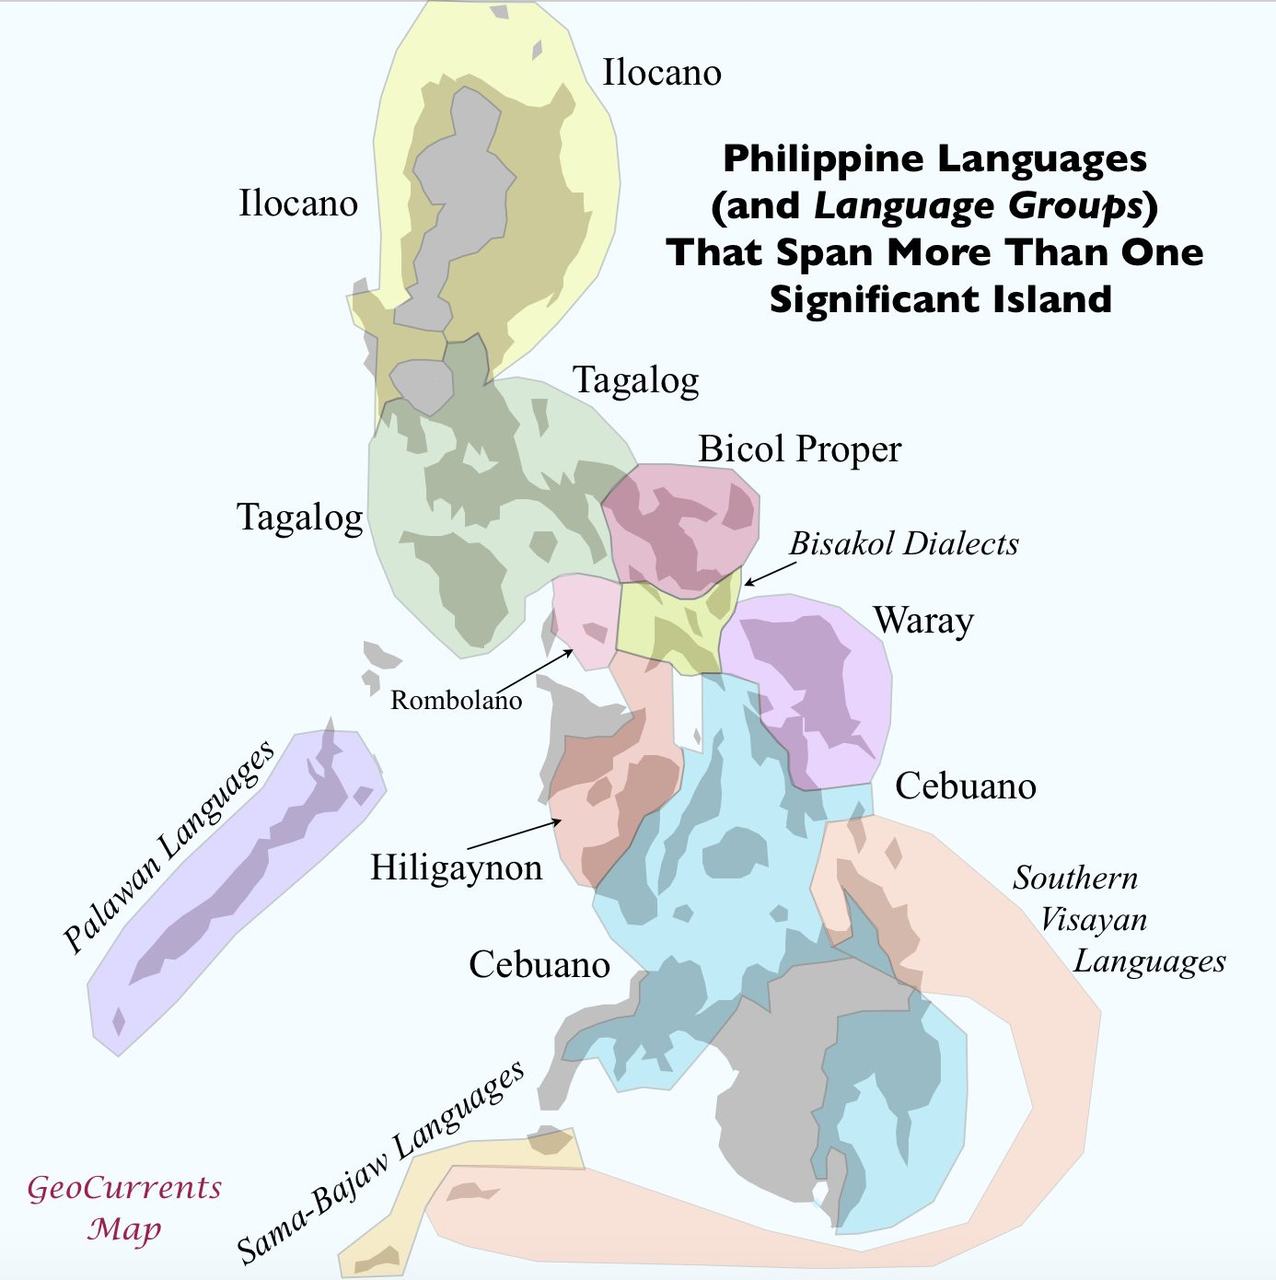 Ilocano
Philippine Languages
(and Language Groups)
That Span More Than One
Significant Island
Ilocano
Tagalog
Bicol Proper
Tagalog
Bisakol Dialects
Waray
Rombolano
Palawan Languages
Cebuano
Hiligaynon
Southern
Visayan
Languages
Cebuano
Sama-Bajaw Languages
GeoCurrents
Map